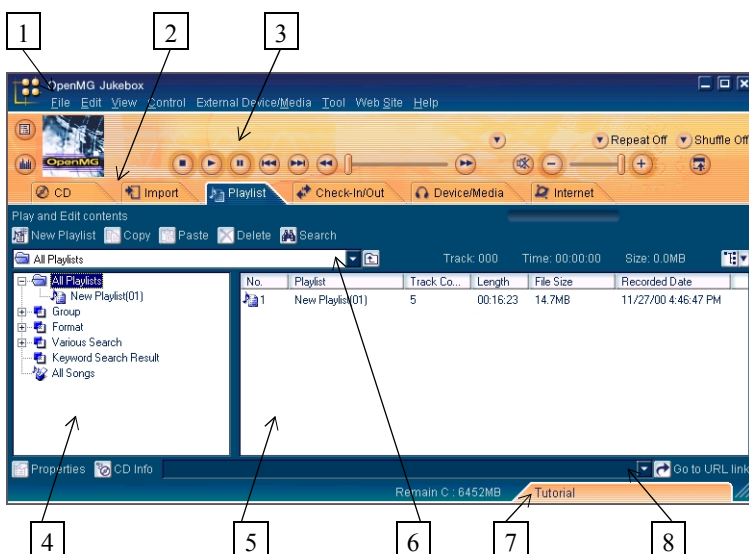 1 2 3
OpenMG Jukebox
File Edit View Control External Device/Media Tool Web Site Help
OpenMG
Repeat Off Shuffle Off
CD Import Playlist Check-In/Out Device/Media Internet
Play and Edit contents
New Playlist Copy Paste Delete Search
All Playlists Track: 000 Time: 00:00:00 Size: 0.0MB
All Playlists
New Playlist(01)
Group
Format
Various Search
Keyword Search Result
All Songs
No. Playlist Track Co... Length File Size Recorded Date
1 New Playlist(01) 5 00:16:23 14.7MB 11/27/00 4:46:47 PM
Properties CD Info Go to URL link
Remain C : 6452MB Tutorial
4 5 6 7 8